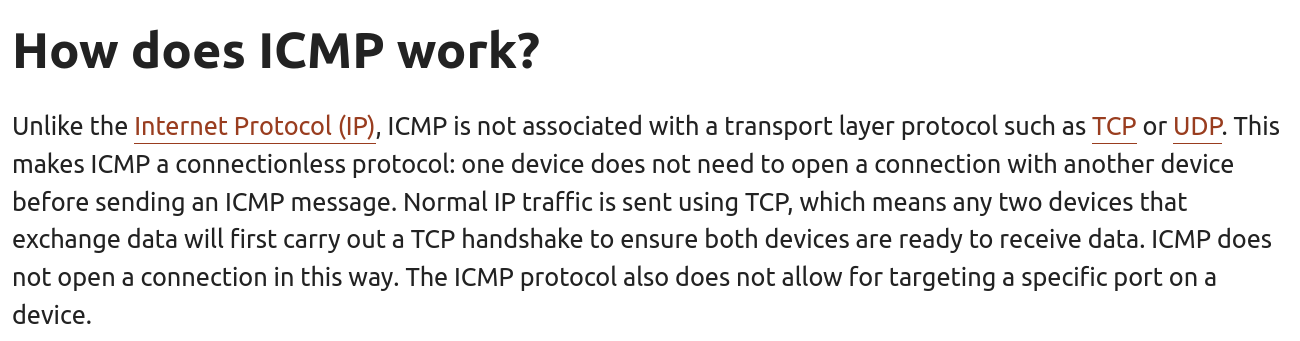 How does ICMP work?
Unlike the Internet Protocol (IP), ICMP is not associated with a transport layer protocol such as TCP or UDP. This
makes ICMP a connectionless protocol: one device does not need to open a connection with another device
before sending an ICMP message. Normal IP traffic is sent using TCP, which means any two devices that
exchange data will first carry out a TCP handshake to ensure both devices are ready to receive data. ICMP does
not open a connection in this way. The ICMP protocol also does not allow for targeting a specific port on a
device.